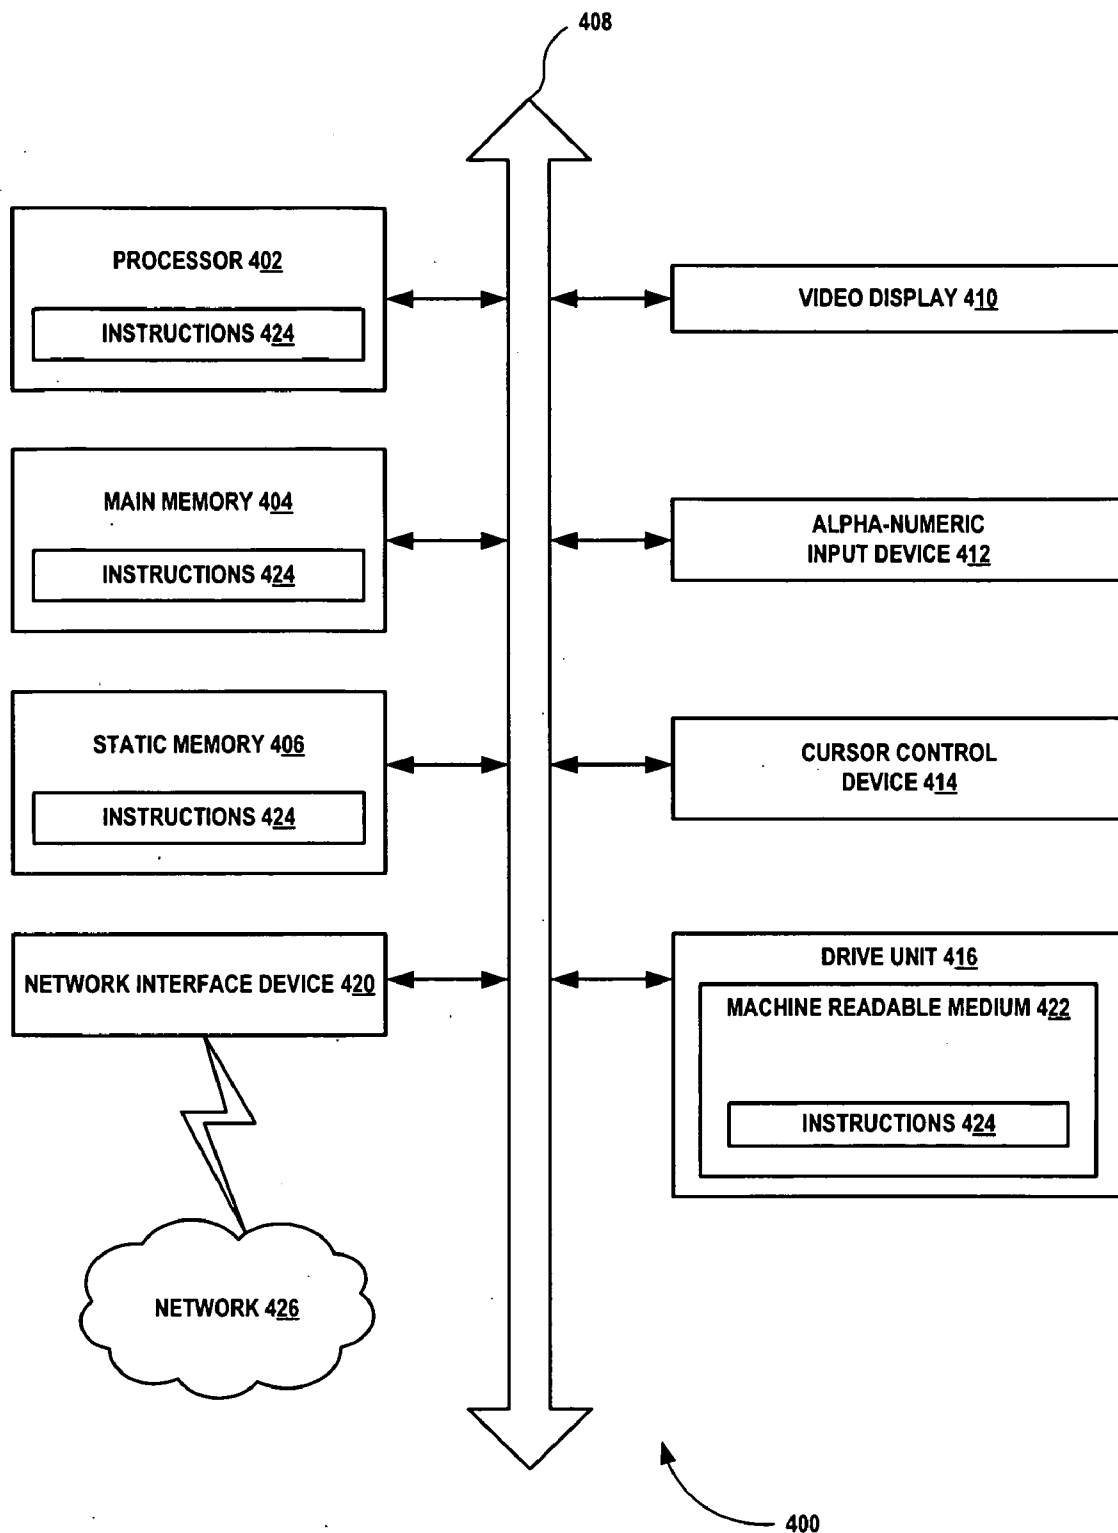 408
PROCESSOR 402
INSTRUCTIONS 424
MAIN MEMORY 404
INSTRUCTIONS 424
STATIC MEMORY 406
INSTRUCTIONS 424
NETWORK INTERFACE DEVICE 420
NETWORK 426
VIDEO DISPLAY 410
ALPHA-NUMERIC
INPUT DEVICE 412
CURSOR CONTROL
DEVICE 414
DRIVE UNIT 416
MACHINE READABLE MEDIUM 422
INSTRUCTIONS 424
400